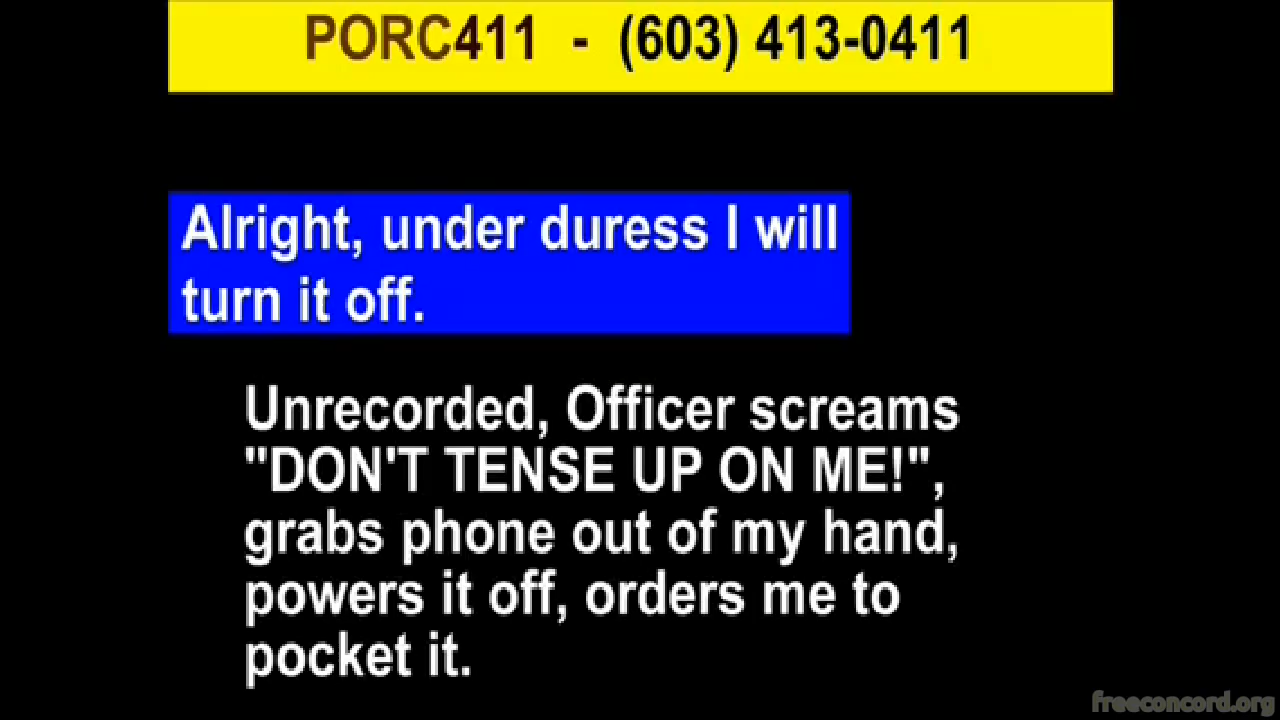 PORC411 - (603) 413-0411
Alright, under duress I will
turn it off.
Unrecorded, Officer screams
"DON'T TENSE UP ON ME!",
grabs phone out of my hand,
powers it off, orders me to
pocket it.
freeconcord.org